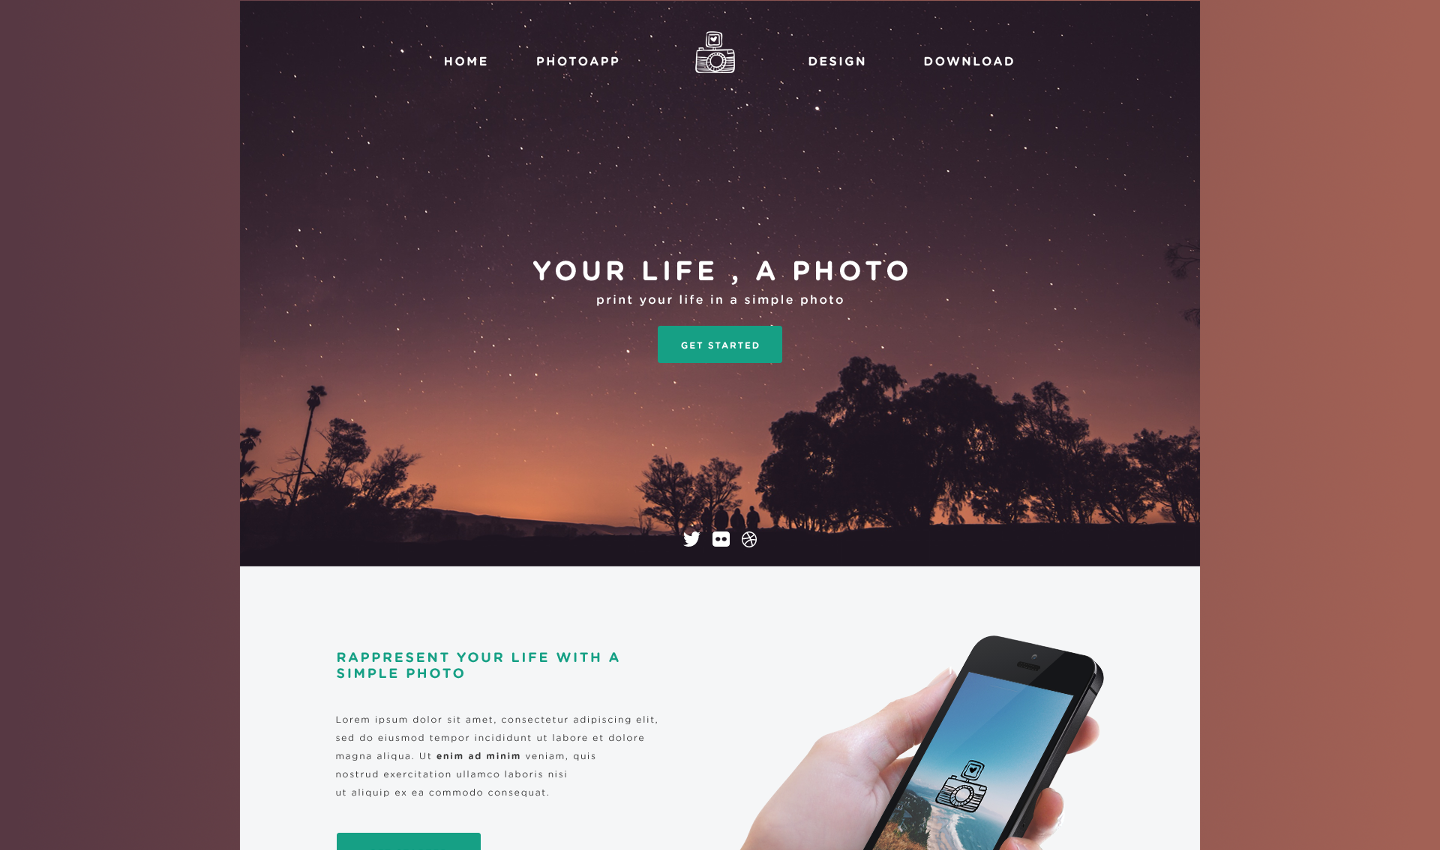 HOME PHOTOAPP DESIGN DOWNLOAD
YOUR LIFE , A PHOTO
print your life in a simple photo
GET STARTED
RAPPRESENT YOUR LIFE WITH A
SIMPLE PHOTO
Lorem ipsum dolor sit amet, consectetur adipiscing elit,
sed do eiusmod tempor incididunt ut labore et dolore
magna aliqua. Ut enim ad minim veniam, quis
nostrud exercitation ullamco laboris nisi
ut aliquip ex ea commodo consequat.